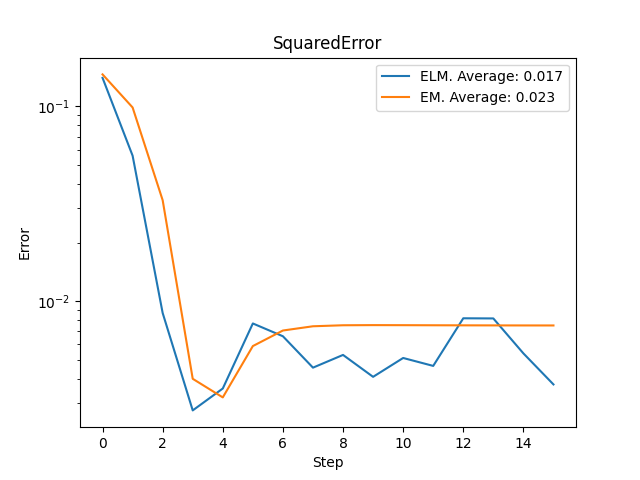 SquaredError
ELM. Average: 0.017
EM. Average: 0.023
10⁻¹
10⁻²
Error
0 2 4 6 8 10 12 14
Step